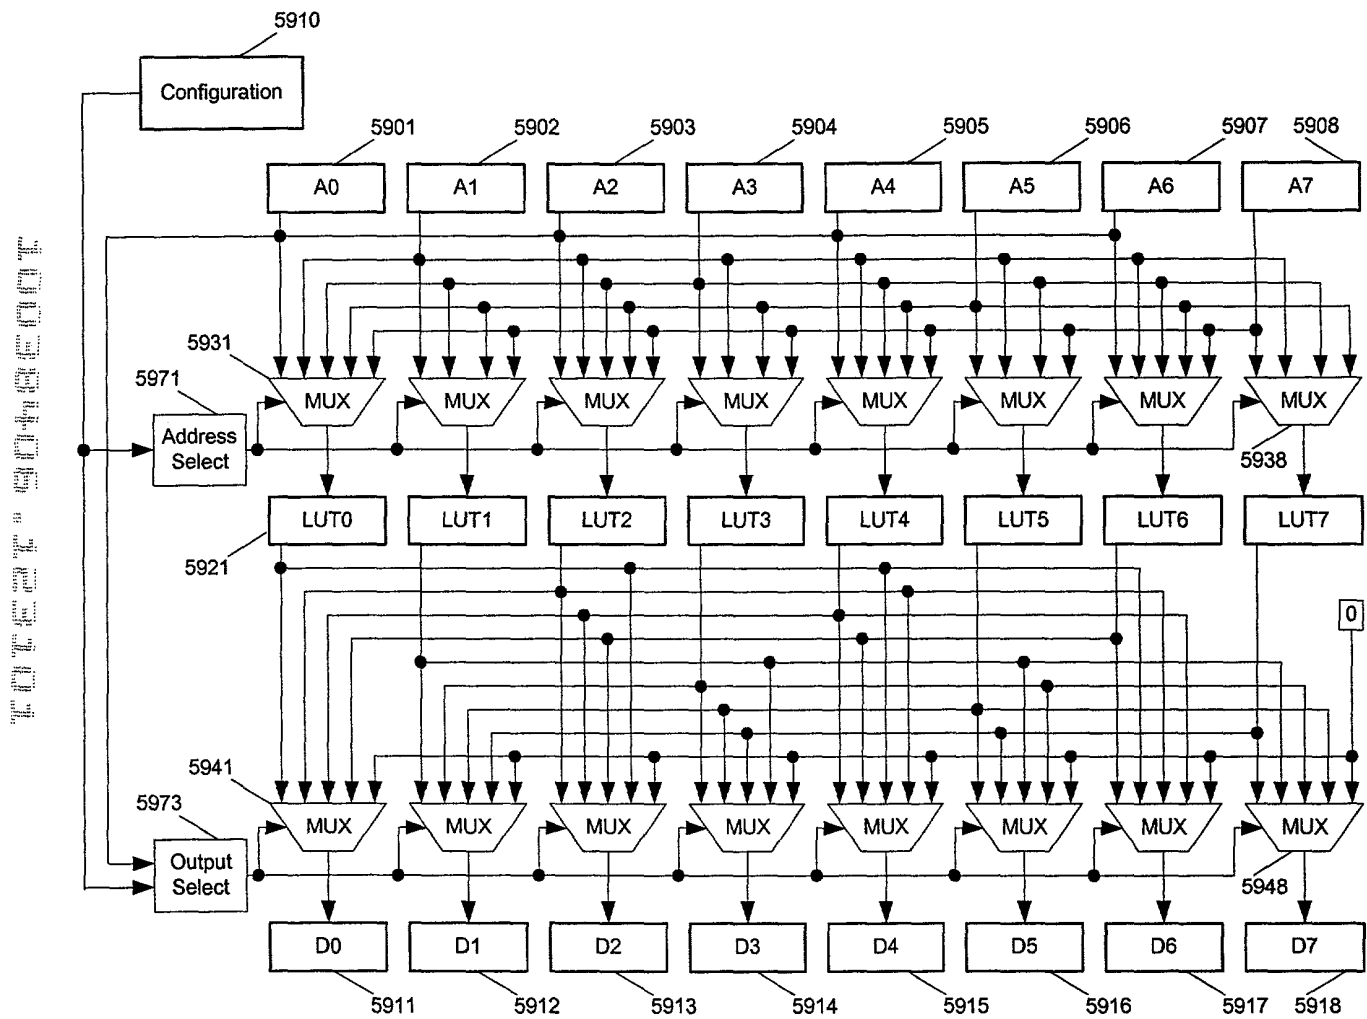 5910
Configuration
5901 5902 5903 5904 5905 5906 5907 5908
A0 A1 A2 A3 A4 A5 A6 A7
5931
5971
MUX MUX MUX MUX MUX MUX MUX MUX
Address
Select
5938
LUT0 LUT1 LUT2 LUT3 LUT4 LUT5 LUT6 LUT7
5921
0
5941
5973
MUX MUX MUX MUX MUX MUX MUX MUX
Output
Select
5948
D0 D1 D2 D3 D4 D5 D6 D7
5911 5912 5913 5914 5915 5916 5917 5918